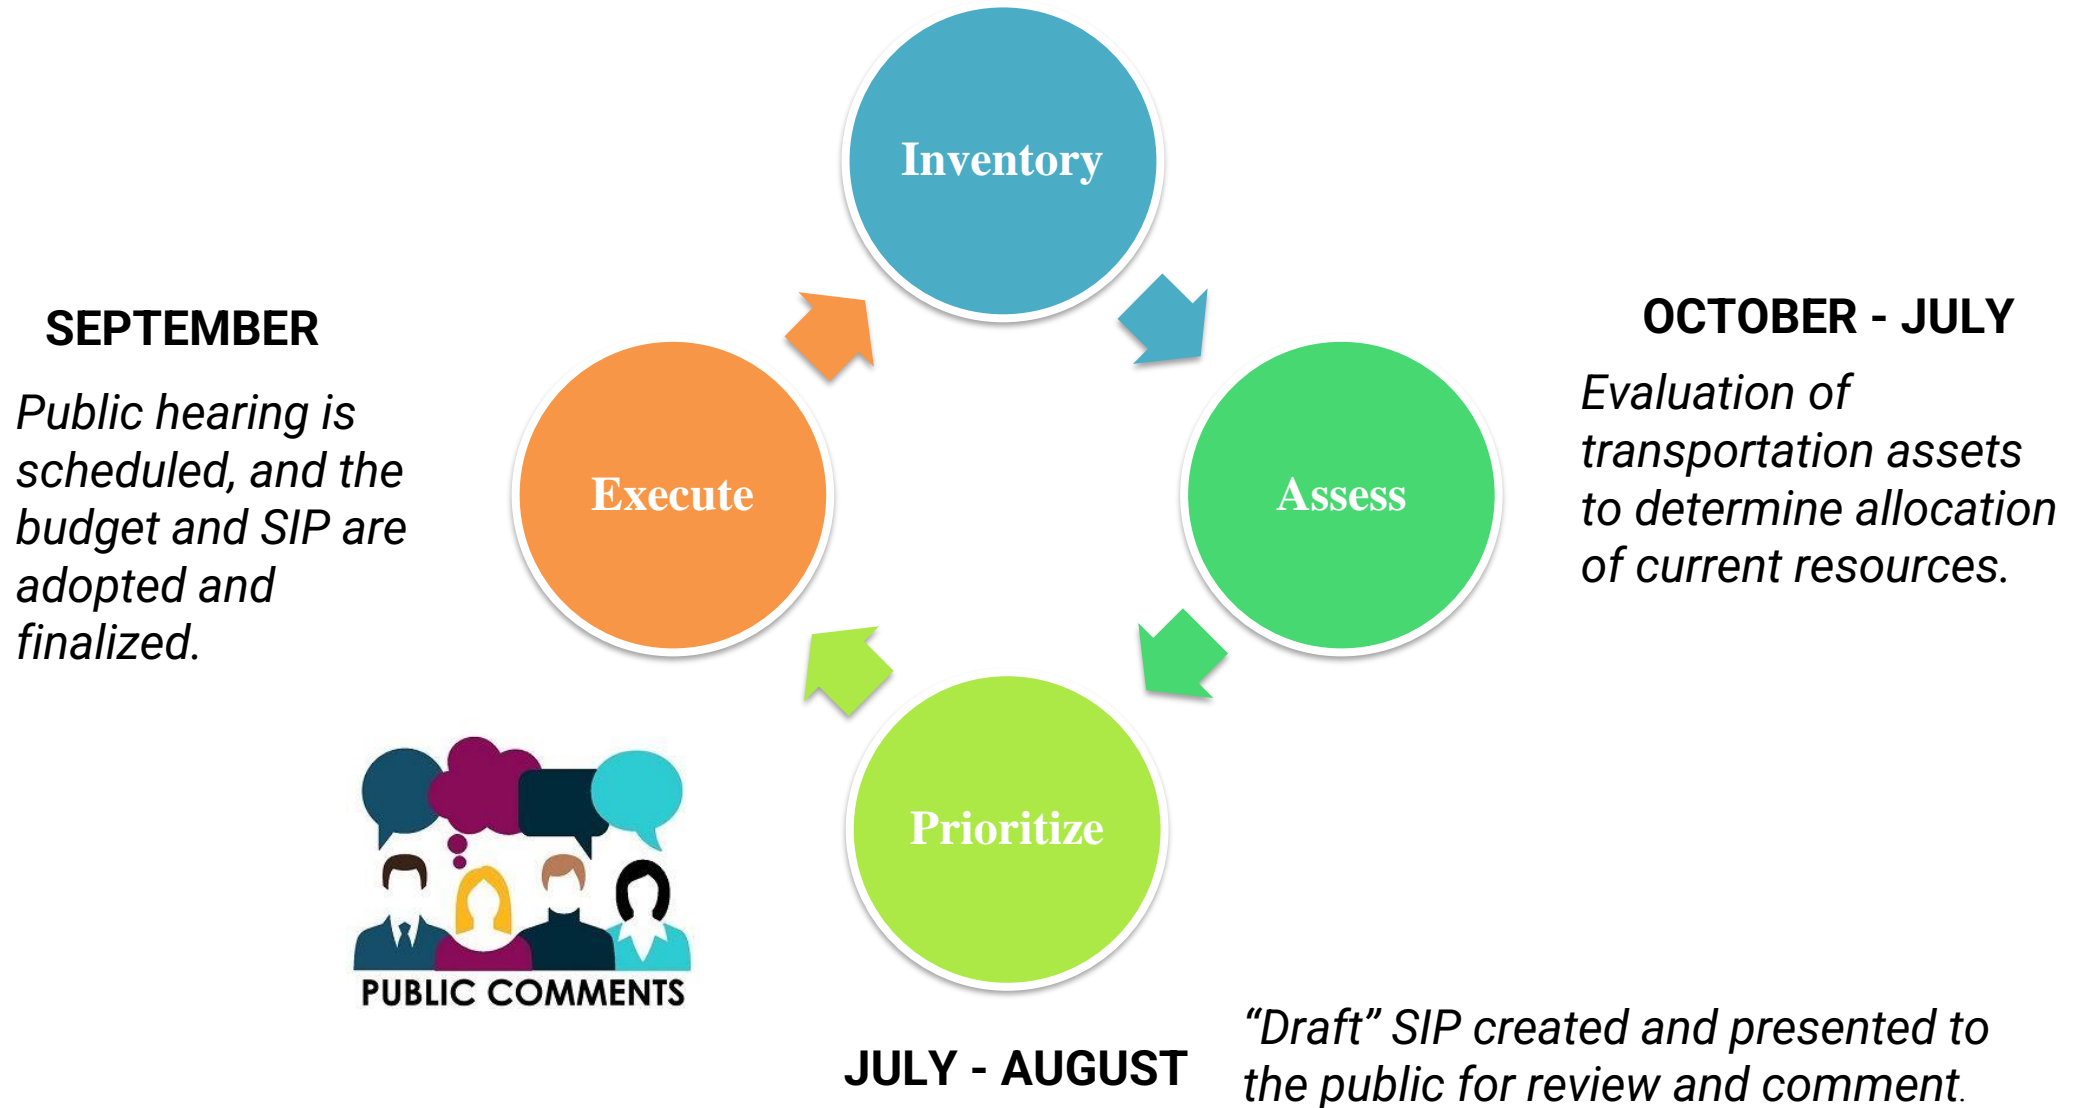 Inventory
SEPTEMBER
Public hearing is
scheduled, and the
budget and SIP are
adopted and
finalized.
Execute
Assess
OCTOBER - JULY
Evaluation of
transportation assets
to determine allocation
of current resources.
Prioritize
PUBLIC COMMENTS
JULY - AUGUST
“Draft” SIP created and presented to
the public for review and comment.